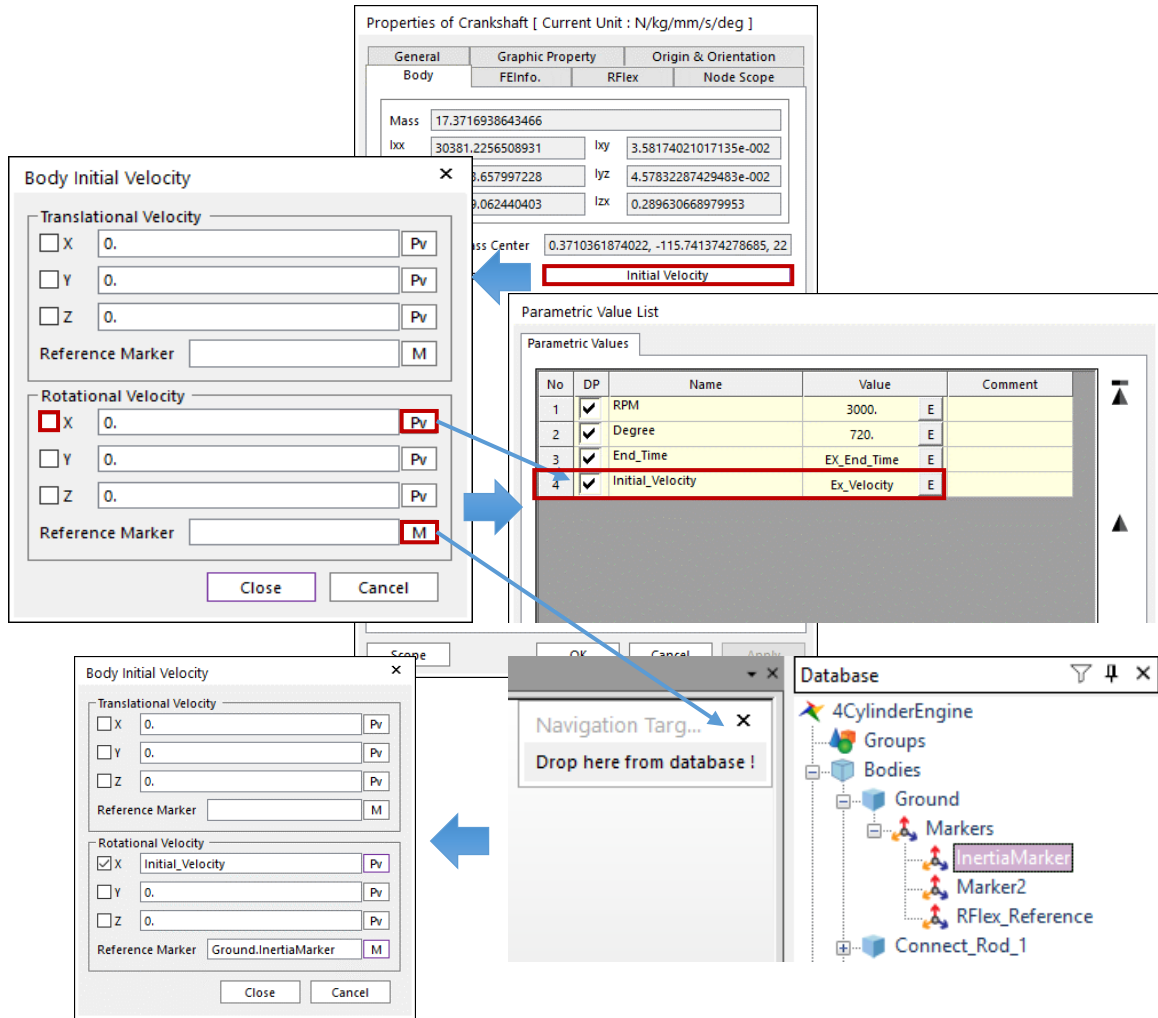 Properties of Crankshaft [ Current Unit : N/kg/mm/s/deg ]
General Graphic Property Origin & Orientation
Body FEInfo. RFlex Node Scope
Mass 17.3716938643466
Ixx 30381.2256508931 Ixy 3.58174021017135e-002
.657997228 Iyz 4.57832287429483e-002
.062440403 Izx 0.289630668979953
Center 0.3710361874022, -115.741374278685, 22
Initial Velocity
Body Initial Velocity
Translational Velocity
X 0. Pv
Y 0. Pv
Z 0. Pv
Reference Marker M
Rotational Velocity
X 0. Pv
Y 0. Pv
Z 0. Pv
Reference Marker M
Close Cancel
Parametric Value List
Parametric Values
No DP Name Value Comment
1 RPM 3000. E
2 Degree 720. E
3 End_Time EX_End_Time E
4 Initial_Velocity Ex_Velocity E
Scope OK Cancel Apply
Body Initial Velocity
Translational Velocity
X 0. Pv
Y 0. Pv
Z 0. Pv
Reference Marker M
Rotational Velocity
X Initial_Velocity Pv
Y 0. Pv
Z 0. Pv
Reference Marker Ground.InertiaMarker M
Close Cancel
Navigation Targ...
Drop here from database !
Database
4CylinderEngine
Groups
Bodies
Ground
Markers
InertiaMarker
Marker2
RFlex_Reference
Connect_Rod_1